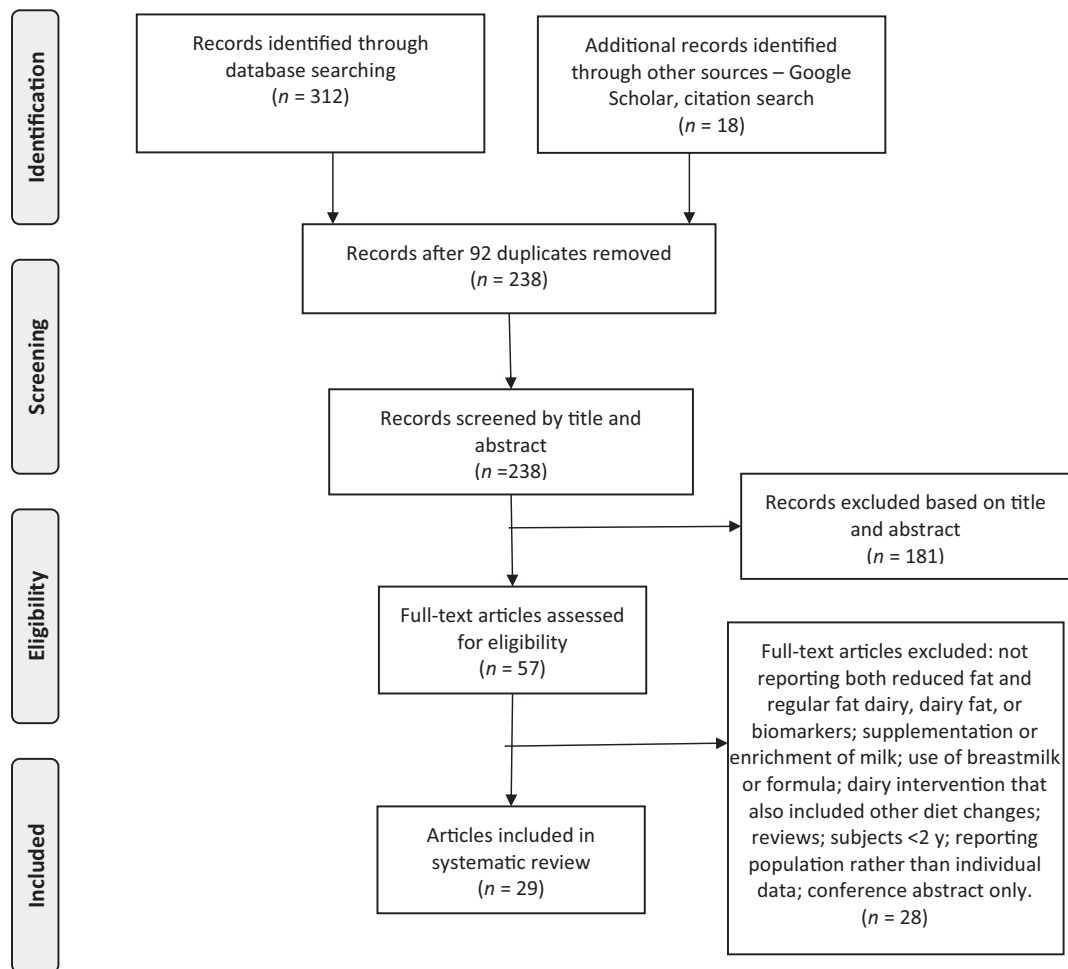 Identification
Records identified through
database searching
(n = 312)
Additional records identified
through other sources – Google
Scholar, citation search
(n = 18)
Records after 92 duplicates removed
(n = 238)
Screening
Records screened by title and
abstract
(n =238)
Records excluded based on title
and abstract
(n = 181)
Eligibility
Full-text articles assessed
for eligibility
(n = 57)
Full-text articles excluded: not
reporting both reduced fat and
regular fat dairy, dairy fat, or
biomarkers; supplementation or
enrichment of milk; use of breastmilk
or formula; dairy intervention that
also included other diet changes;
reviews; subjects <2 y; reporting
population rather than individual
data; conference abstract only.
(n = 28)
Included
Articles included in
systematic review
(n = 29)